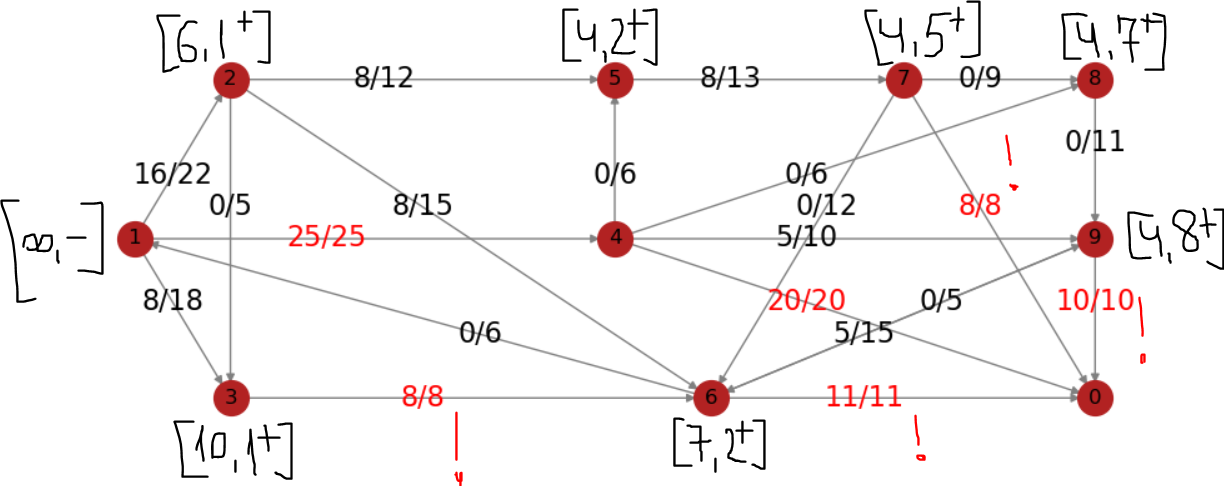 [6,1⁺] [4,2⁺] [4,5⁺] [4,7⁺]
2 8/12 5 8/13 7 0/9 8
0/11
16/22 0/6 0/6
0/5 8/15 0/12 8/8 !
[∞,-] 1 25/25 4 5/10 9 [4,8⁺]
8/18 20/20 0/5 10/10 !
0/6 5/15
3 8/8 ! 6 11/11 ! 0
[10,1⁺] [7,2⁺]